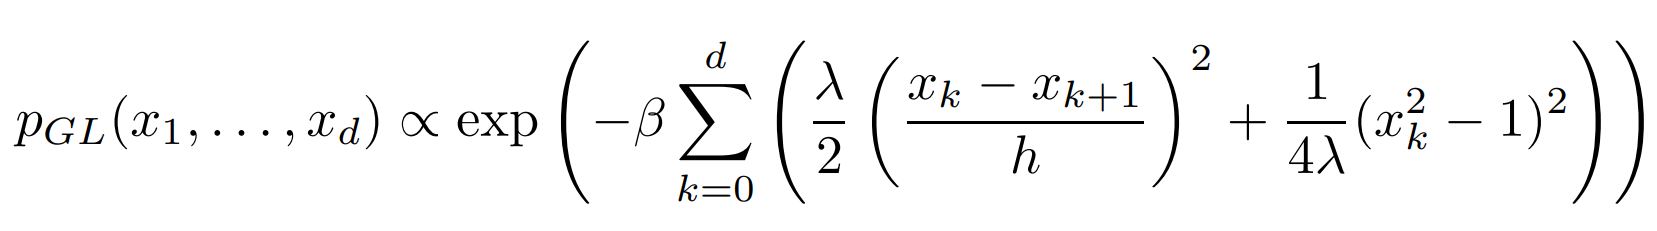 p_{GL}(x_1, \ldots, x_d) \propto \exp\left(-\beta \sum_{k=0}^{d} \left(\frac{\lambda}{2} \left(\frac{x_k - x_{k+1}}{h}\right)^2 + \frac{1}{4\lambda}(x_k^2 - 1)^2\right)\right)